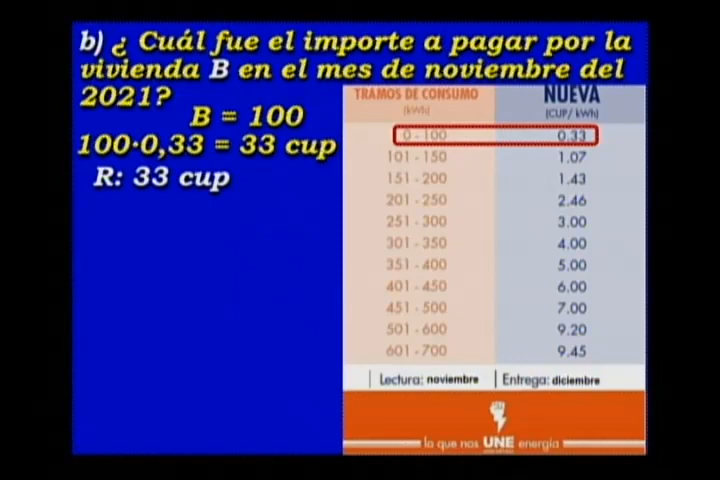 b) ¿ Cuál fue el importe a pagar por la
vivienda B en el mes de noviembre del
2021?
B = 100
100·0,33 = 33 cup
R: 33 cup
TRAMOS DE CONSUMO NUEVA
(kWh) (CUP/ kWh)
0 - 100 0.33
101 - 150 1.07
151 - 200 1.43
201 - 250 2.46
251 - 300 3.00
301 - 350 4.00
351 - 400 5.00
401 - 450 6.00
451 - 500 7.00
501 - 600 9.20
601 - 700 9.45
Lectura: noviembre Entrega: diciembre
lo que nos UNE energía